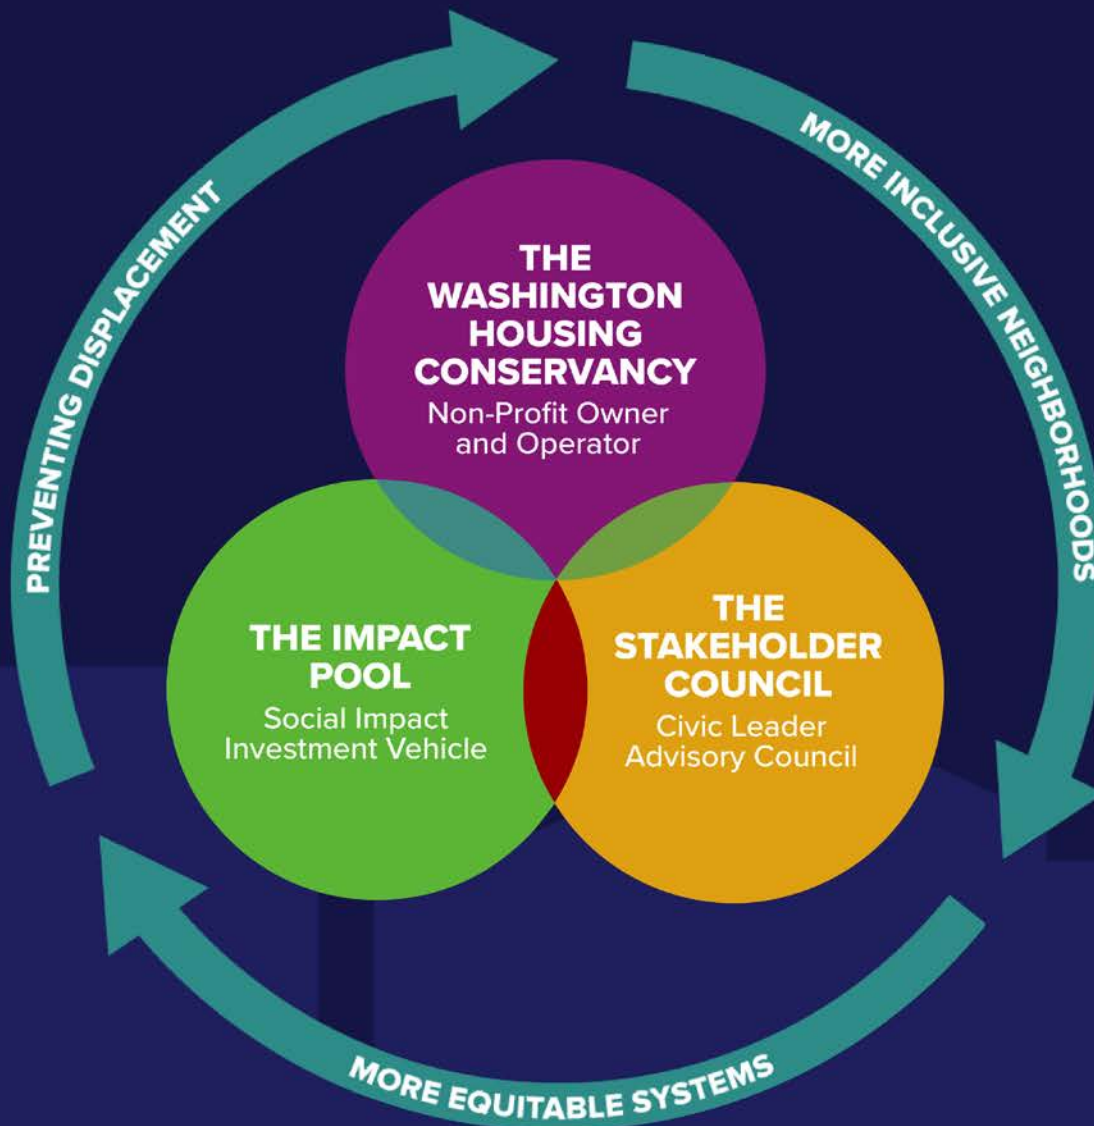 PREVENTING DISPLACEMENT
MORE INCLUSIVE NEIGHBORHOODS
THE
WASHINGTON
HOUSING
CONSERVANCY
Non-Profit Owner
and Operator
THE IMPACT
POOL
Social Impact
Investment Vehicle
THE
STAKEHOLDER
COUNCIL
Civic Leader
Advisory Council
MORE EQUITABLE SYSTEMS